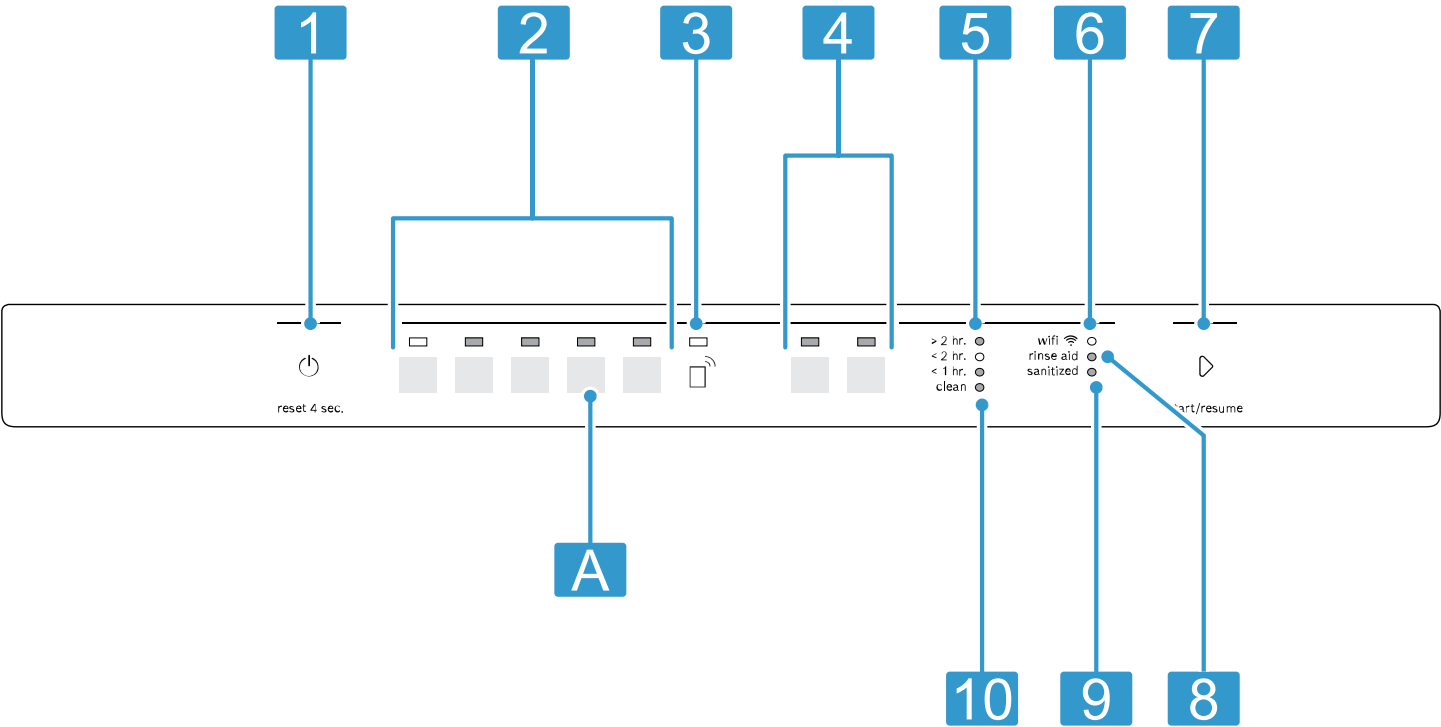 1 2 3 4 5 6 7
> 2 hr.
< 2 hr.
< 1 hr.
clean
wifi
rinse aid
sanitized
reset 4 sec.
art/resume
A
10 9 8